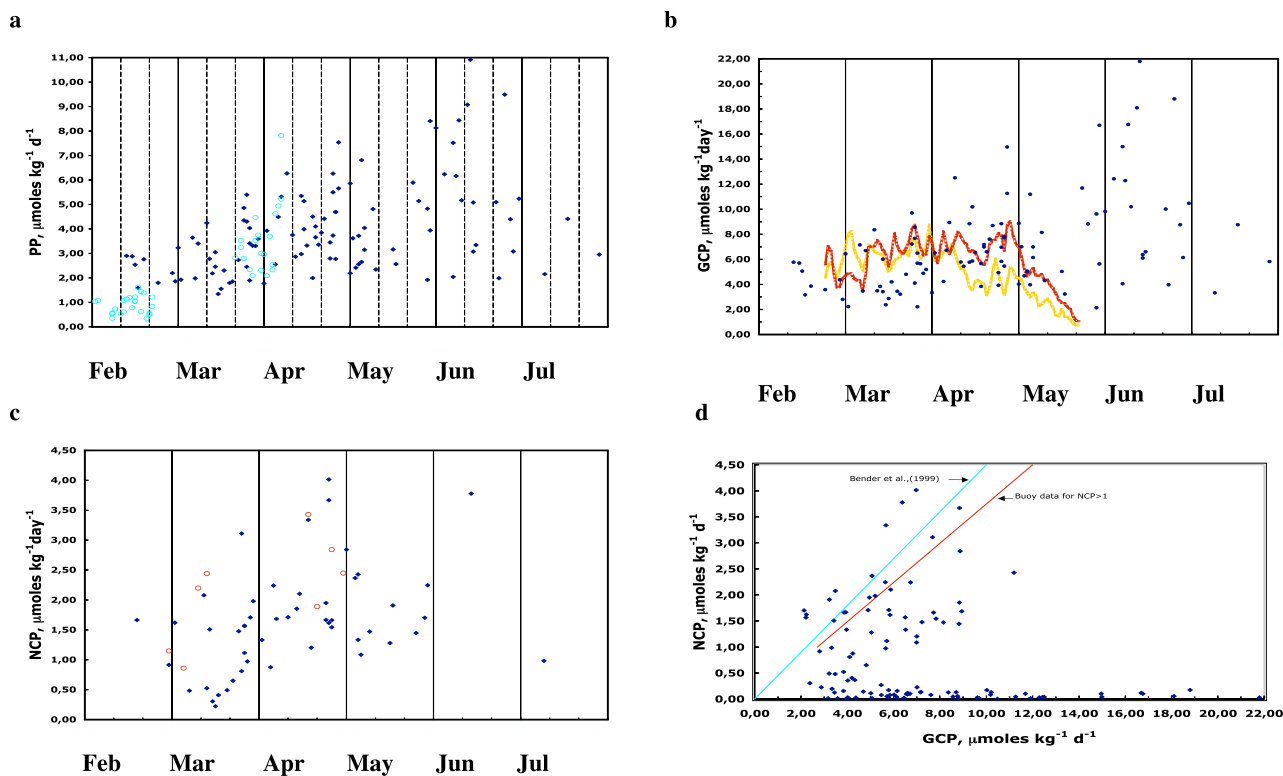 a
11,00
10,00
9,00
8,00
7,00
6,00
5,00
4,00
3,00
2,00
1,00
0,00
PP, μmoles kg⁻¹ d⁻¹
Feb Mar Apr May Jun Jul
b
22,00
20,00
18,00
16,00
14,00
12,00
10,00
8,00
6,00
4,00
2,00
0,00
GCP, μmoles kg⁻¹day⁻¹
Feb Mar Apr May Jun Jul
c
4,50
4,00
3,50
3,00
2,50
2,00
1,50
1,00
0,50
0,00
NCP, μmoles kg⁻¹day⁻¹
Feb Mar Apr May Jun Jul
d
4,50
4,00
3,50
3,00
2,50
2,00
1,50
1,00
0,50
0,00
NCP, μmoles kg⁻¹ d⁻¹
Bender et al.,(1999)
Buoy data for NCP>1
0,00 2,00 4,00 6,00 8,00 10,00 12,00 14,00 16,00 18,00 20,00 22,00
GCP, μmoles kg⁻¹ d⁻¹